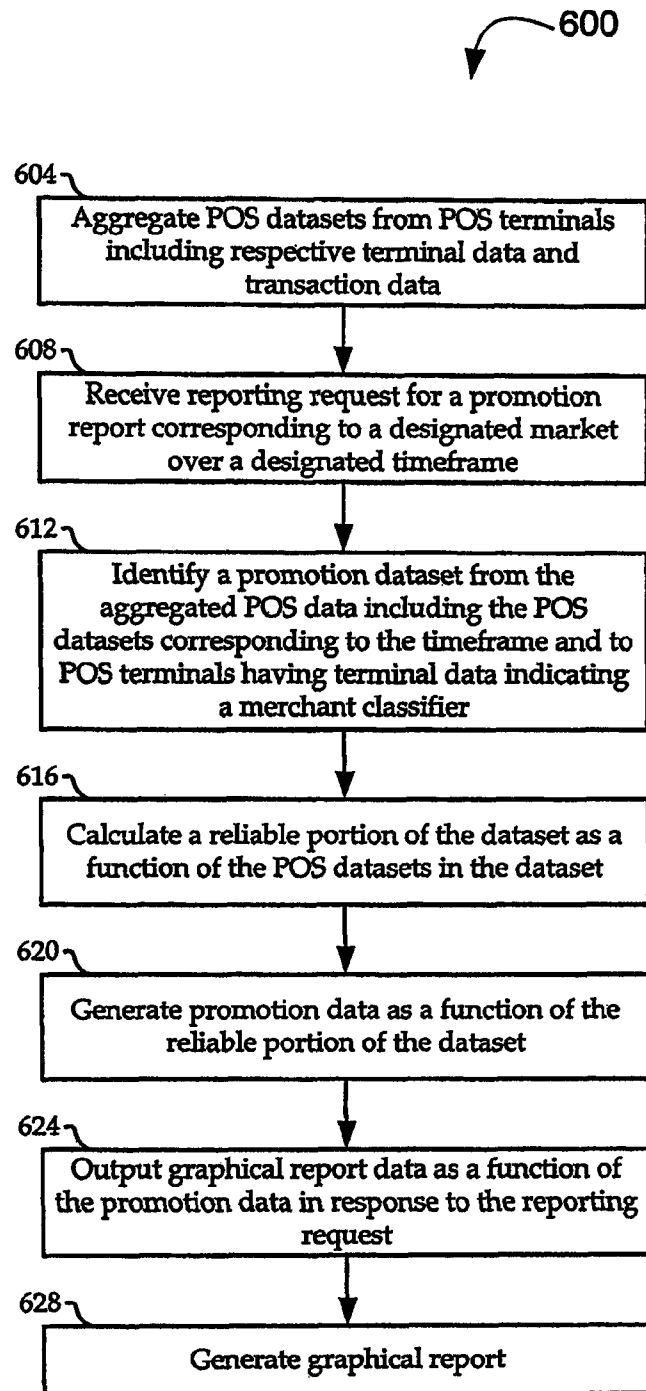 600
604
Aggregate POS datasets from POS terminals
including respective terminal data and
transaction data
608
Receive reporting request for a promotion
report corresponding to a designated market
over a designated timeframe
612
Identify a promotion dataset from the
aggregated POS data including the POS
datasets corresponding to the timeframe and to
POS terminals having terminal data indicating
a merchant classifier
616
Calculate a reliable portion of the dataset as a
function of the POS datasets in the dataset
620
Generate promotion data as a function of the
reliable portion of the dataset
624
Output graphical report data as a function of
the promotion data in response to the reporting
request
628
Generate graphical report